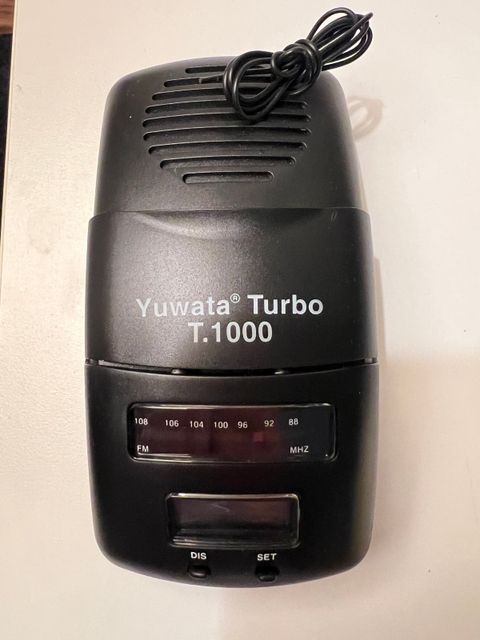 Yuwata® Turbo
T.1000
108 106 104 100 96 92 88
FM MHZ
DIS SET